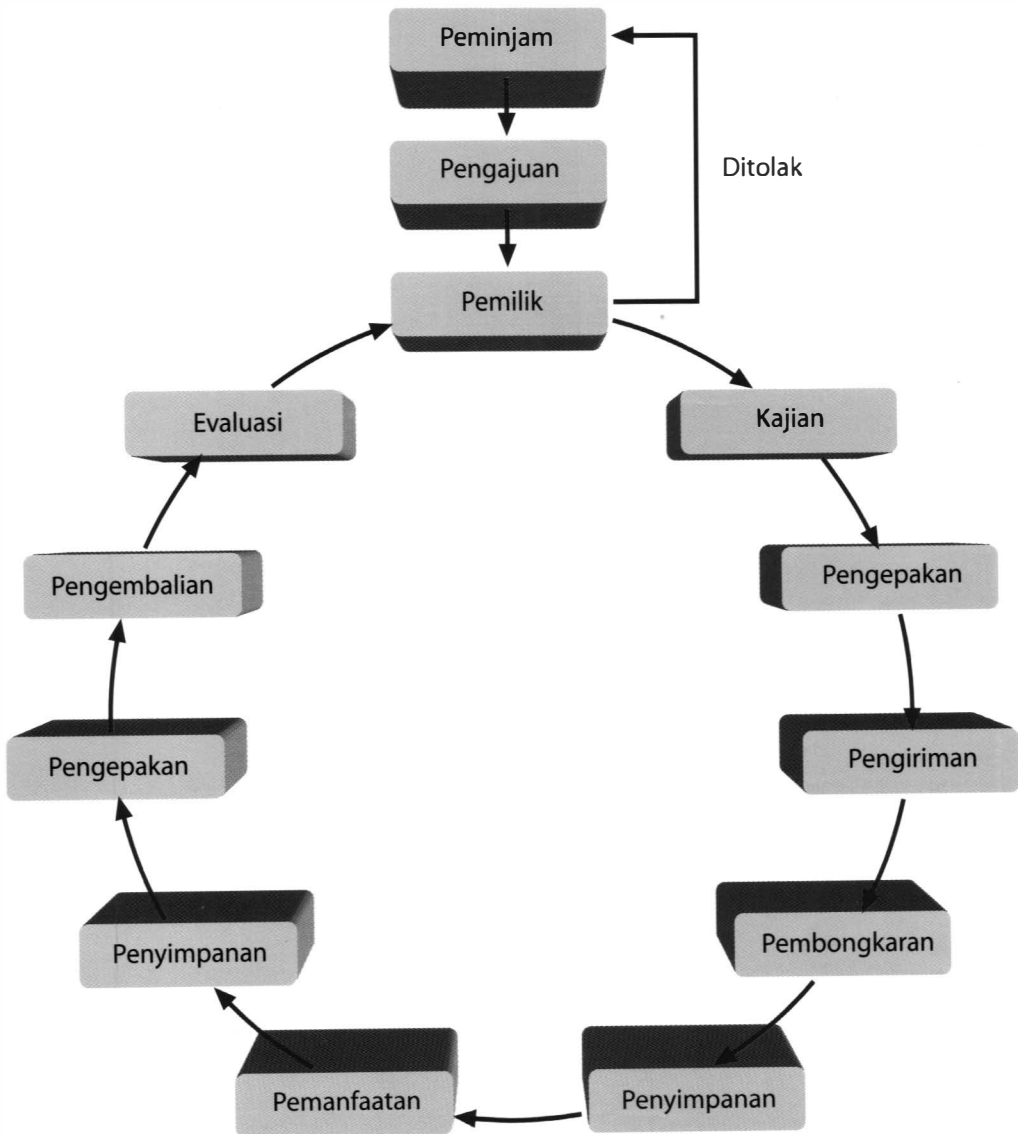 Peminjam
Pengajuan
Ditolak
Pemilik
Kajian
Pengepakan
Pengiriman
Pembongkaran
Penyimpanan
Pemanfaatan
Penyimpanan
Pengepakan
Pengembalian
Evaluasi